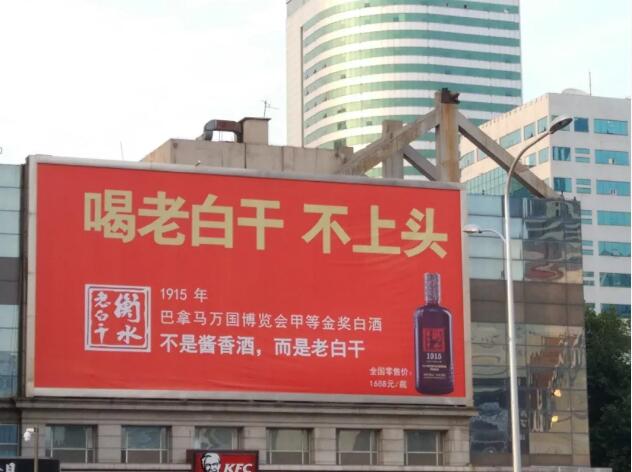 喝老白干 不上头
衡水
老白干
1915 年
巴拿马万国博览会甲等金奖白酒
不是酱香酒，而是老白干
1915
全国零售价：
1688元/瓶
KFC